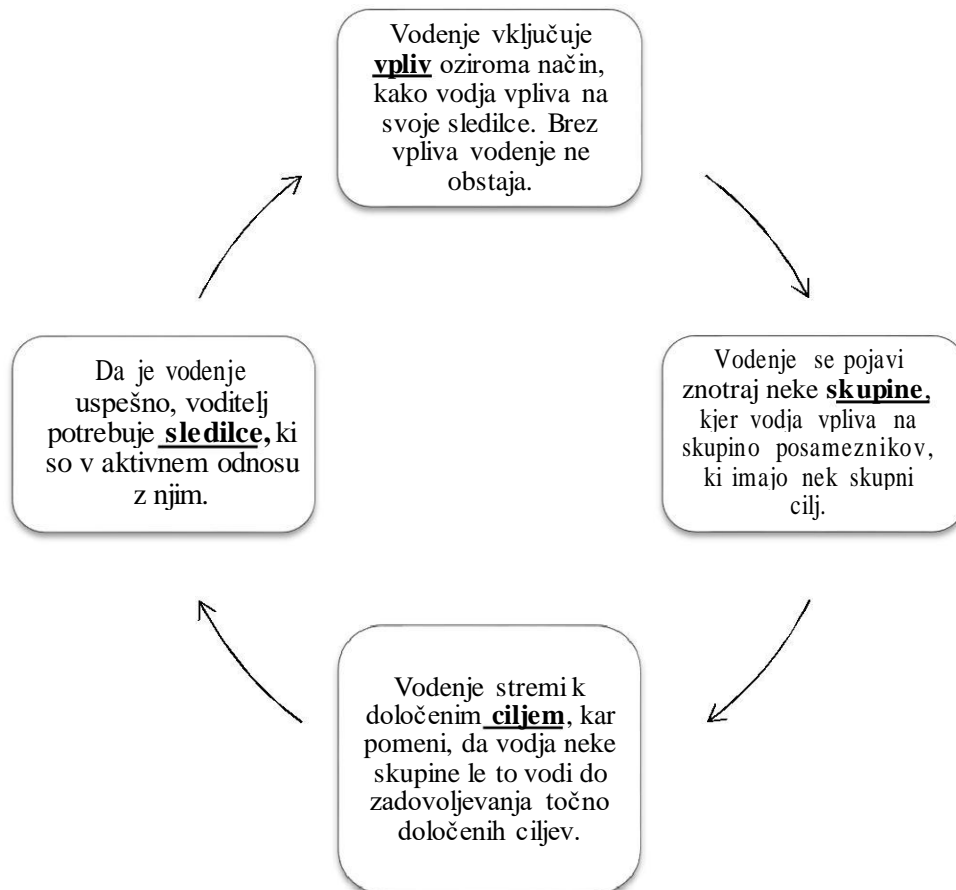 Vodenje vključuje
vpliv oziroma način,
kako vodja vpliva na
svoje sledilce. Brez
vpliva vodenje ne
obstaja.
Vodenje se pojavi
znotraj neke skupine,
kjer vodja vpliva na
skupino posameznikov,
ki imajo nek skupni
cilj.
Vodenje stremi k
določenim ciljem, kar
pomeni, da vodja neke
skupine le to vodi do
zadovoljevanja točno
določenih ciljev.
Da je vodenje
uspešno, voditelj
potrebuje sledilce, ki
so v aktivnem odnosu
z njim.